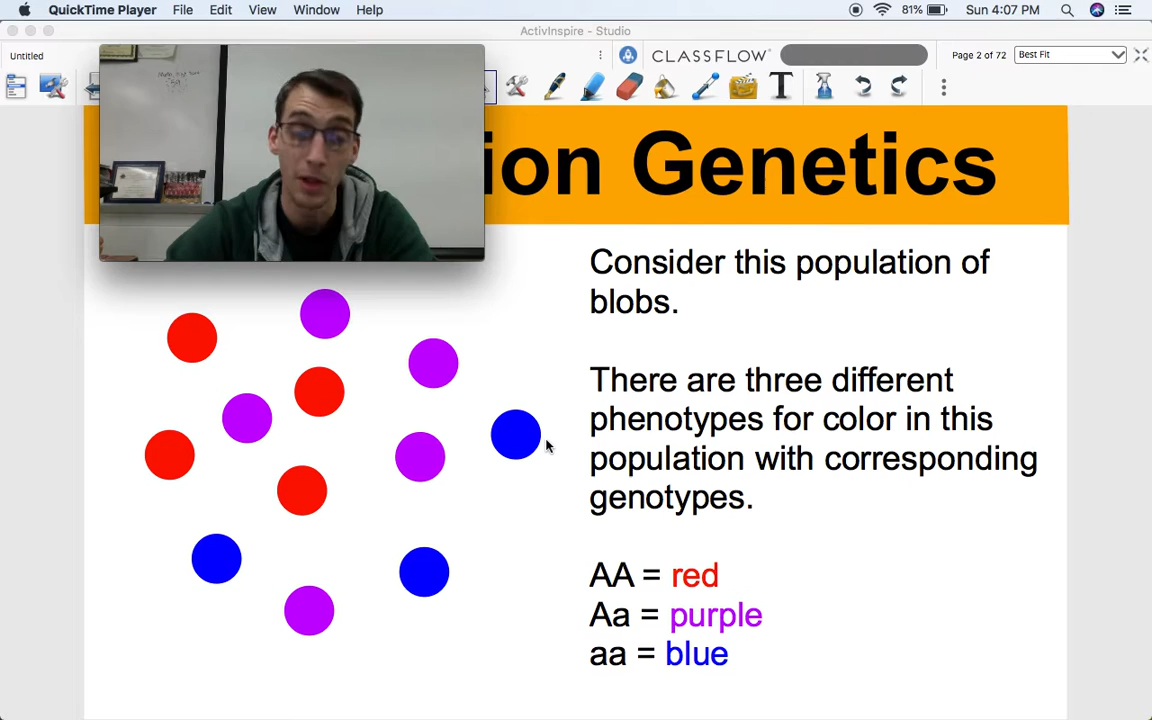 QuickTime Player File Edit View Window Help 81% Sun 4:07 PM
ActivInspire - Studio
Untitled
CLASSFLOW
Page 2 of 72
Best Fit
T
ion Genetics
Consider this population of
blobs.
There are three different
phenotypes for color in this
population with corresponding
genotypes.
AA = red
Aa = purple
aa = blue